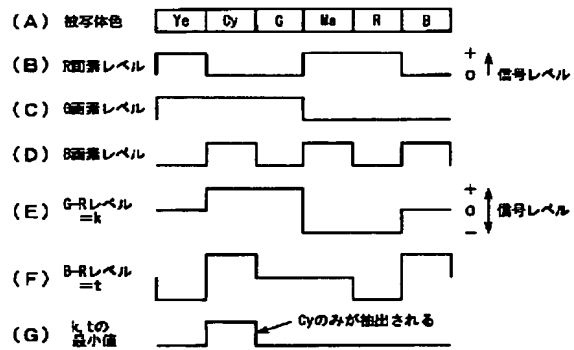 (A) 被写体色 Ye Cy G Ma R B
(B) R画素レベル + 0 信号レベル
(C) G画素レベル
(D) B画素レベル
(E) G-Rレベル =k + 0 − 信号レベル
(F) B-Rレベル =t
(G) k, tの 最小値 Cyのみが抽出される